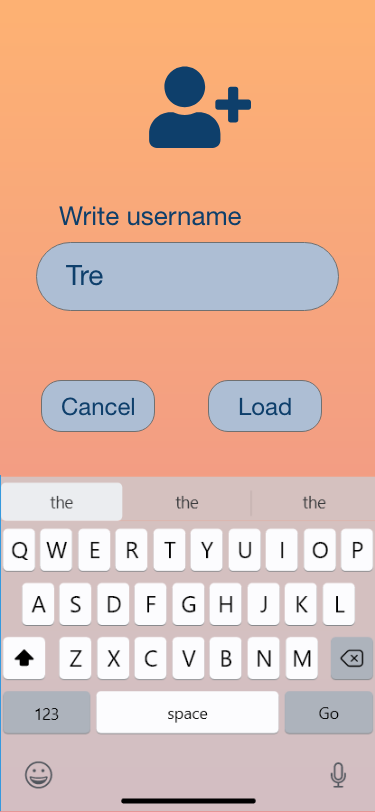 Write username
Tre
Cancel Load
the the the
Q W E R T Y U I O P
A S D F G H J K L
Z X C V B N M
123 space Go